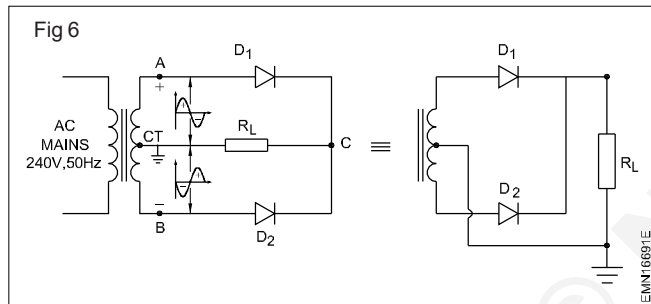 Fig 6
A
+
D1
AC
MAINS
240V,50Hz
+
−
CT
RL
C
≡
+
−
−
B
D2
D1
D2
RL
EMN16691E